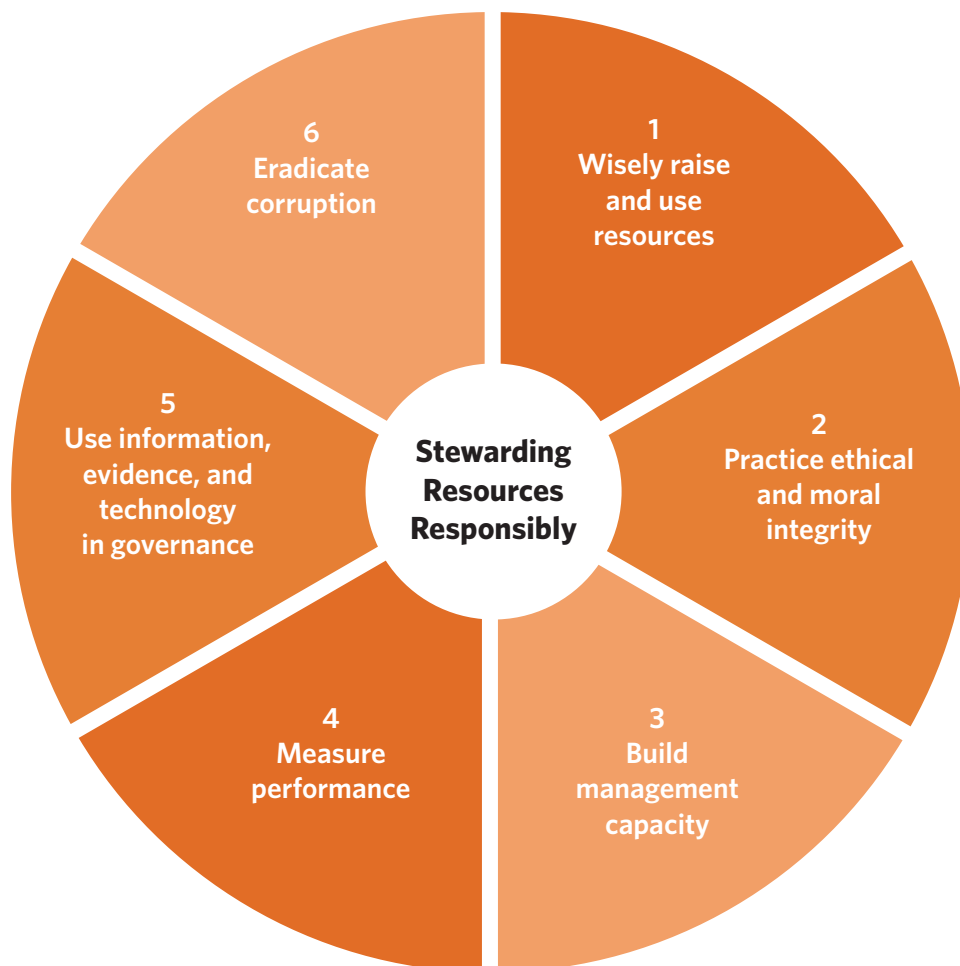 Stewarding
Resources
Responsibly
1
Wisely raise
and use
resources
2
Practice ethical
and moral
integrity
3
Build
management
capacity
4
Measure
performance
5
Use information,
evidence, and
technology
in governance
6
Eradicate
corruption